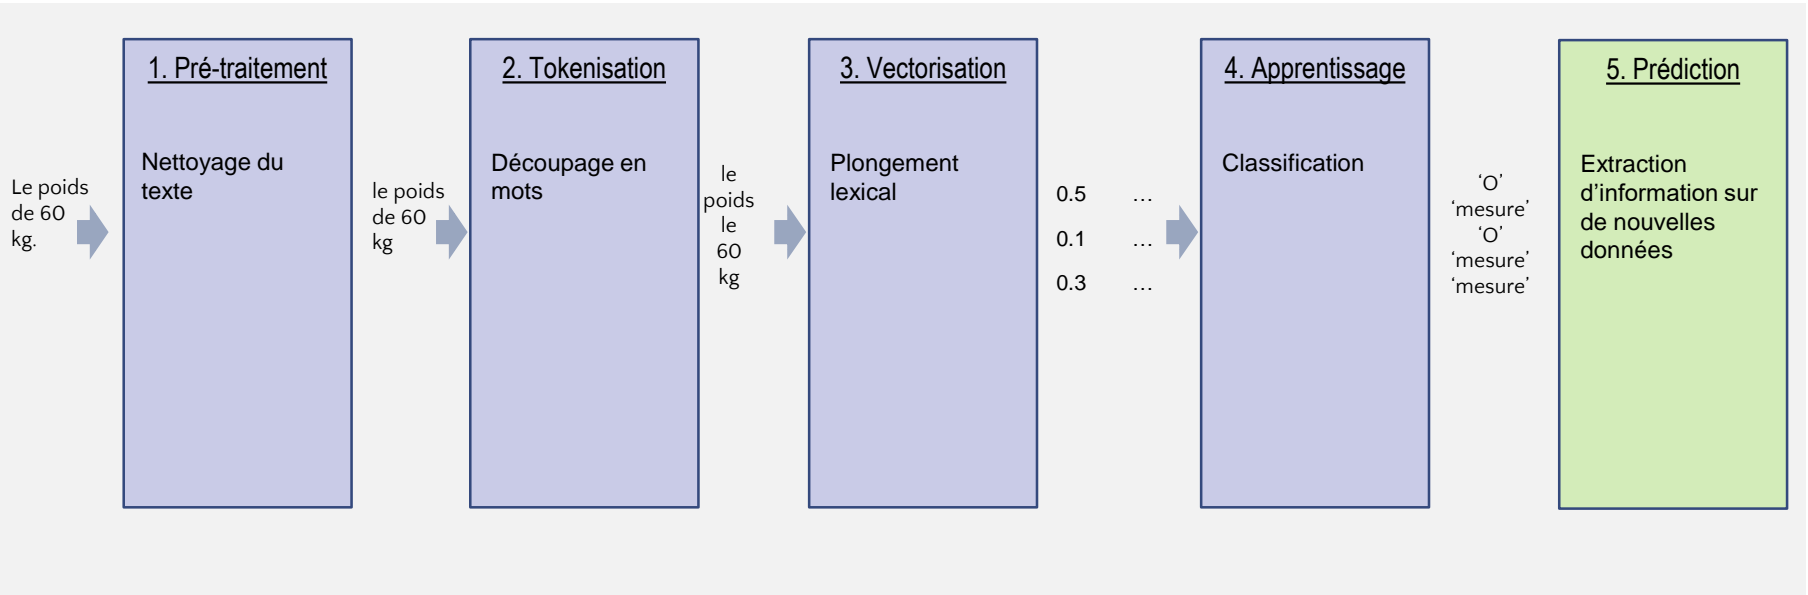 Le poids
de 60
kg.
1. Pré-traitement
Nettoyage du
texte
le poids
de 60
kg
2. Tokenisation
Découpage en
mots
le
poids
le
60
kg
3. Vectorisation
Plongement
lexical
0.5 …
0.1 …
0.3 …
4. Apprentissage
Classification
‘O’
‘mesure’
‘O’
‘mesure’
‘mesure’
5. Prédiction
Extraction
d’information sur
de nouvelles
données